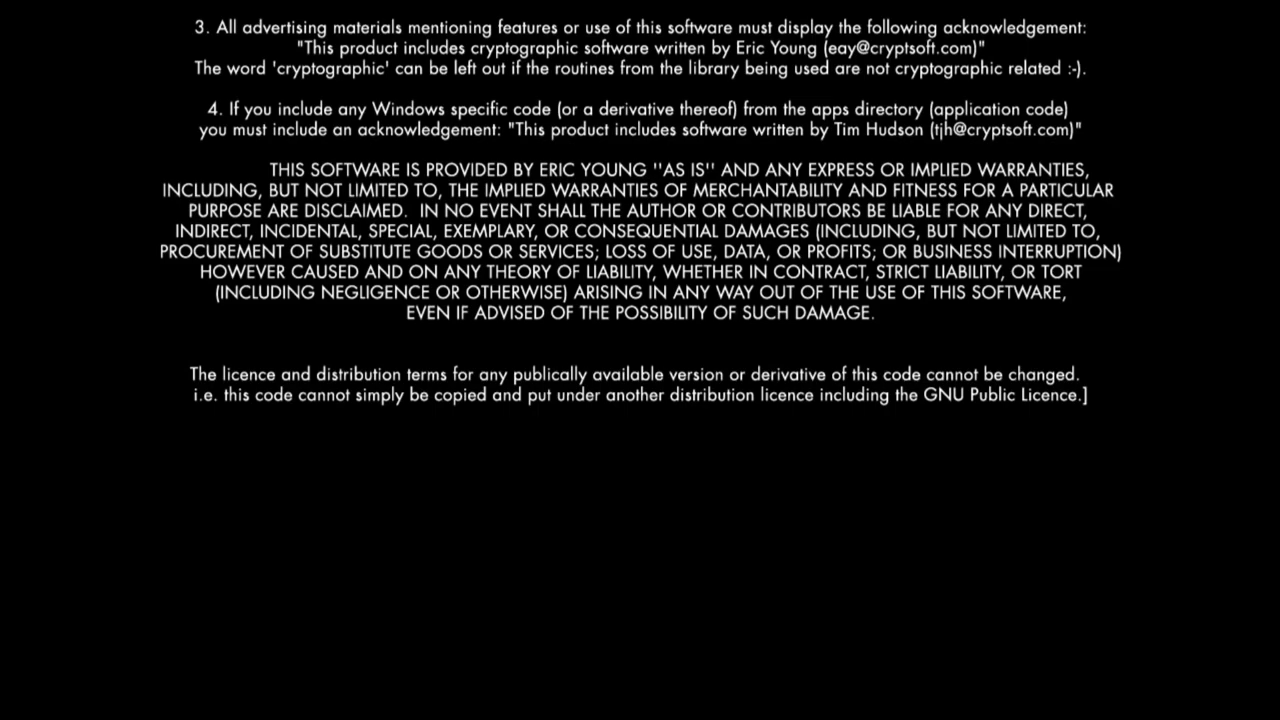 3. All advertising materials mentioning features or use of this software must display the following acknowledgement:
"This product includes cryptographic software written by Eric Young (eay@cryptsoft.com)"
The word 'cryptographic' can be left out if the routines from the library being used are not cryptographic related :-).
4. If you include any Windows specific code (or a derivative thereof) from the apps directory (application code)
you must include an acknowledgement: "This product includes software written by Tim Hudson (tjh@cryptsoft.com)"
THIS SOFTWARE IS PROVIDED BY ERIC YOUNG ''AS IS'' AND ANY EXPRESS OR IMPLIED WARRANTIES,
INCLUDING, BUT NOT LIMITED TO, THE IMPLIED WARRANTIES OF MERCHANTABILITY AND FITNESS FOR A PARTICULAR
PURPOSE ARE DISCLAIMED.  IN NO EVENT SHALL THE AUTHOR OR CONTRIBUTORS BE LIABLE FOR ANY DIRECT,
INDIRECT, INCIDENTAL, SPECIAL, EXEMPLARY, OR CONSEQUENTIAL DAMAGES (INCLUDING, BUT NOT LIMITED TO,
PROCUREMENT OF SUBSTITUTE GOODS OR SERVICES; LOSS OF USE, DATA, OR PROFITS; OR BUSINESS INTERRUPTION)
HOWEVER CAUSED AND ON ANY THEORY OF LIABILITY, WHETHER IN CONTRACT, STRICT LIABILITY, OR TORT
(INCLUDING NEGLIGENCE OR OTHERWISE) ARISING IN ANY WAY OUT OF THE USE OF THIS SOFTWARE,
EVEN IF ADVISED OF THE POSSIBILITY OF SUCH DAMAGE.
The licence and distribution terms for any publically available version or derivative of this code cannot be changed.
i.e. this code cannot simply be copied and put under another distribution licence including the GNU Public Licence.]